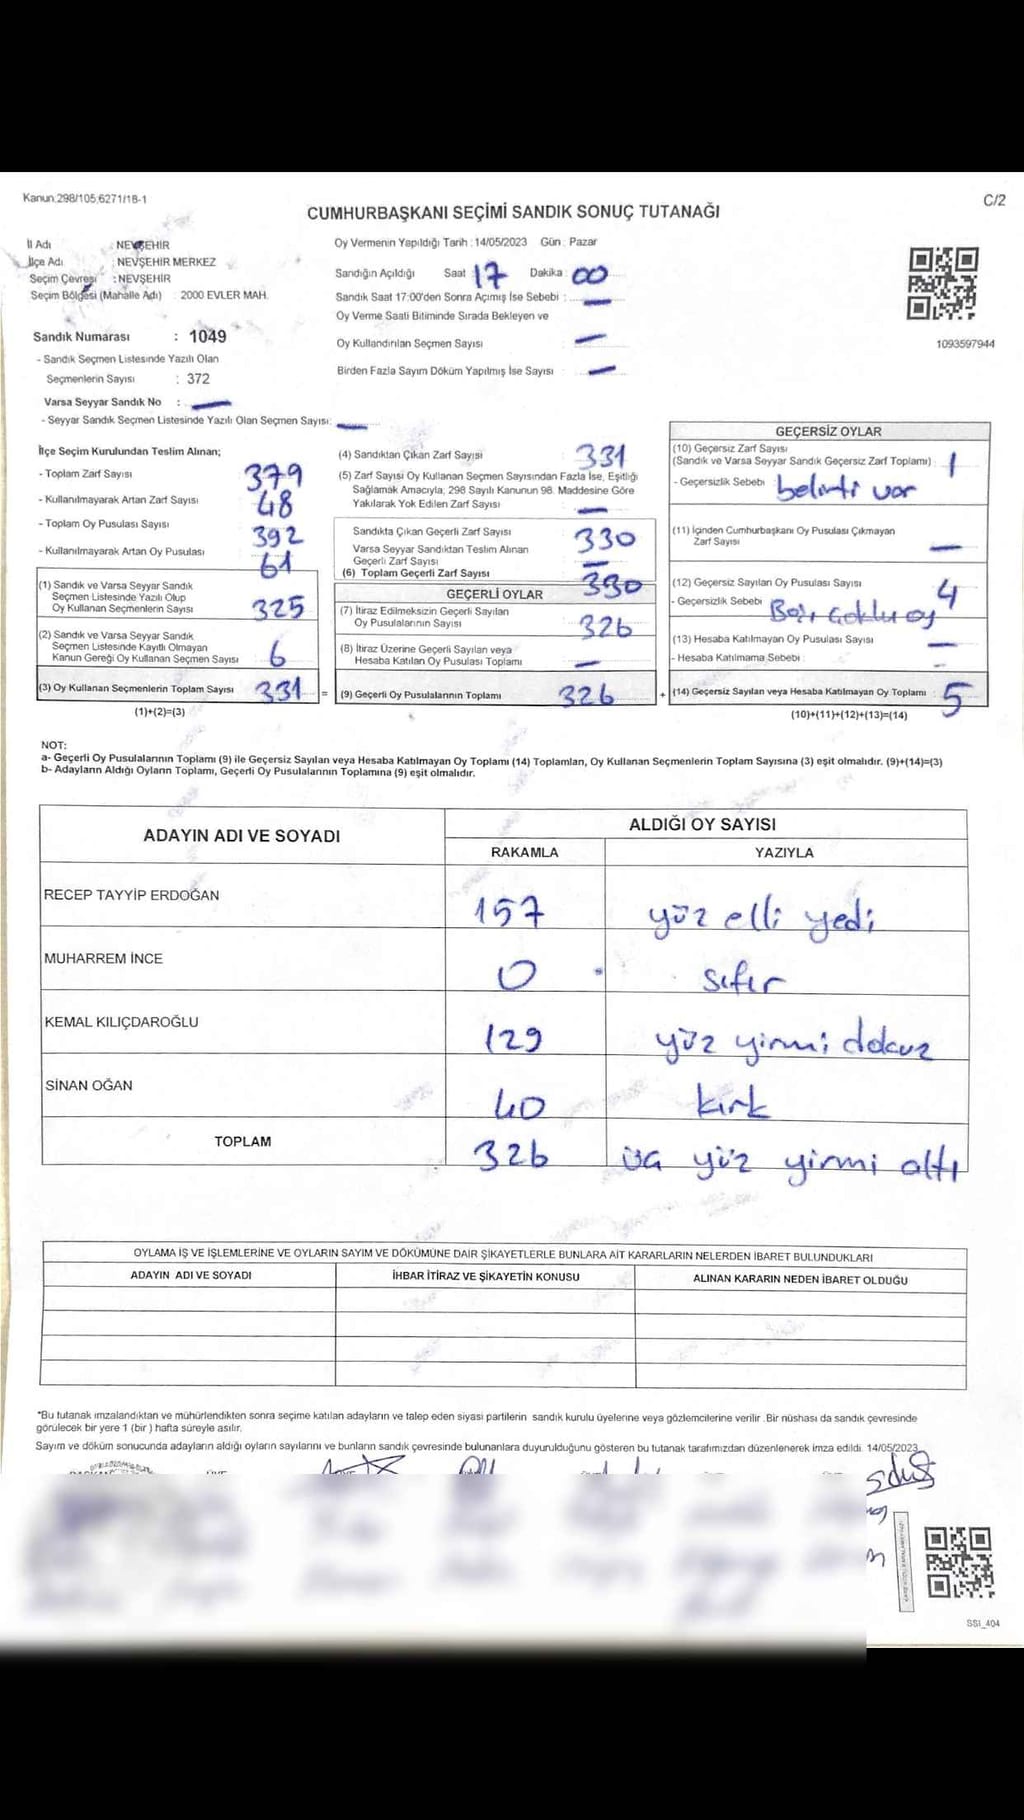 Kanun:298/105,6271/18-1
C/2
CUMHURBAŞKANI SEÇİMİ SANDIK SONUÇ TUTANAĞI
İl Adı : NEVŞEHİR
İlçe Adı : NEVŞEHİR MERKEZ
Seçim Çevresi : NEVŞEHİR
Seçim Bölgesi (Mahalle Adı) : 2000 EVLER MAH.
Sandık Numarası : 1049
- Sandık Seçmen Listesinde Yazılı Olan
Seçmenlerin Sayısı : 372
Varsa Seyyar Sandık No : —
- Seyyar Sandık Seçmen Listesinde Yazılı Olan Seçmen Sayısı: —
Oy Vermenin Yapıldığı Tarih : 14/05/2023 Gün : Pazar
Sandığın Açıldığı Saat 17 Dakika : 00
Sandık Saat 17:00'den Sonra Açımış İse Sebebi : —
Oy Verme Saati Bitiminde Sırada Bekleyen ve
Oy Kullandırılan Seçmen Sayısı : —
Birden Fazla Sayım Döküm Yapılmış İse Sayısı : —
1093597944
İlçe Seçim Kurulundan Teslim Alınan;
- Toplam Zarf Sayısı 379
- Kullanılmayarak Artan Zarf Sayısı 48
- Toplam Oy Pusulası Sayısı 392
- Kullanılmayarak Artan Oy Pusulası 61
(1) Sandık ve Varsa Seyyar Sandık
Seçmen Listesinde Yazılı Olup
Oy Kullanan Seçmenlerin Sayısı 325
(2) Sandık ve Varsa Seyyar Sandık
Seçmen Listesinde Kayıtlı Olmayan
Kanun Gereği Oy Kullanan Seçmen Sayısı 6
(3) Oy Kullanan Seçmenlerin Toplam Sayısı 331 =
(1)+(2)=(3)
(4) Sandıktan Çıkan Zarf Sayısı 331
(5) Zarf Sayısı Oy Kullanan Seçmen Sayısından Fazla İse, Eşitliği
Sağlamak Amacıyla; 298 Sayılı Kanunun 98. Maddesine Göre
Yakılarak Yok Edilen Zarf Sayısı —
Sandıkta Çıkan Geçerli Zarf Sayısı 330
Varsa Seyyar Sandıktan Teslim Alınan
Geçerli Zarf Sayısı —
(6) Toplam Geçerli Zarf Sayısı 330
GEÇERLİ OYLAR
(7) İtiraz Edilmeksizin Geçerli Sayılan
Oy Pusulalarının Sayısı 326
(8) İtiraz Üzerine Geçerli Sayılan veya
Hesaba Katılan Oy Pusulası Toplamı —
(9) Geçerli Oy Pusulalarının Toplamı 326 +
GEÇERSİZ OYLAR
(10) Geçersiz Zarf Sayısı
(Sandık ve Varsa Seyyar Sandık Geçersiz Zarf Toplamı) : 1
- Geçersizlik Sebebi : belirti var
(11) İçinden Cumhurbaşkanı Oy Pusulası Çıkmayan
Zarf Sayısı —
(12) Geçersiz Sayılan Oy Pusulası Sayısı 4
- Geçersizlik Sebebi : Boş, çoklu oy
(13) Hesaba Katılmayan Oy Pusulası Sayısı —
- Hesaba Katılmama Sebebi : —
(14) Geçersiz Sayılan veya Hesaba Katılmayan Oy Toplamı : 5
(10)+(11)+(12)+(13)=(14)
NOT:
a- Geçerli Oy Pusulalarının Toplamı (9) ile Geçersiz Sayılan veya Hesaba Katılmayan Oy Toplamı (14) Toplamları, Oy Kullanan Seçmenlerin Toplam Sayısına (3) eşit olmalıdır. (9)+(14)=(3)
b- Adayların Aldığı Oyların Toplamı, Geçerli Oy Pusulalarının Toplamına (9) eşit olmalıdır.
ADAYIN ADI VE SOYADI ALDIĞI OY SAYISI
RAKAMLA YAZIYLA
RECEP TAYYİP ERDOĞAN 157 yüz elli yedi
MUHARREM İNCE 0 sıfır
KEMAL KILIÇDAROĞLU 129 yüz yirmi dokuz
SİNAN OĞAN 40 kırk
TOPLAM 326 üç yüz yirmi altı
OYLAMA İŞ VE İŞLEMLERİNE VE OYLARIN SAYIM VE DÖKÜMÜNE DAİR ŞİKAYETLERLE BUNLARA AİT KARARLARIN NELERDEN İBARET BULUNDUKLARI
ADAYIN ADI VE SOYADI İHBAR İTİRAZ VE ŞİKAYETİN KONUSU ALINAN KARARIN NEDEN İBARET OLDUĞU
*Bu tutanak imzalandıktan ve mühürlendikten sonra seçime katılan adayların ve talep eden siyasi partilerin sandık kurulu üyelerine veya gözlemcilerine verilir. Bir nüshası da sandık çevresinde
görülecek bir yere 1 (bir) hafta süreyle asılır.
Sayım ve döküm sonucunda adayların aldığı oyların sayılarını ve bunların sandık çevresinde bulunanlara duyurulduğunu gösteren bu tutanak tarafımızdan düzenlenerek imza edildi. 14/05/2023
SSI_404